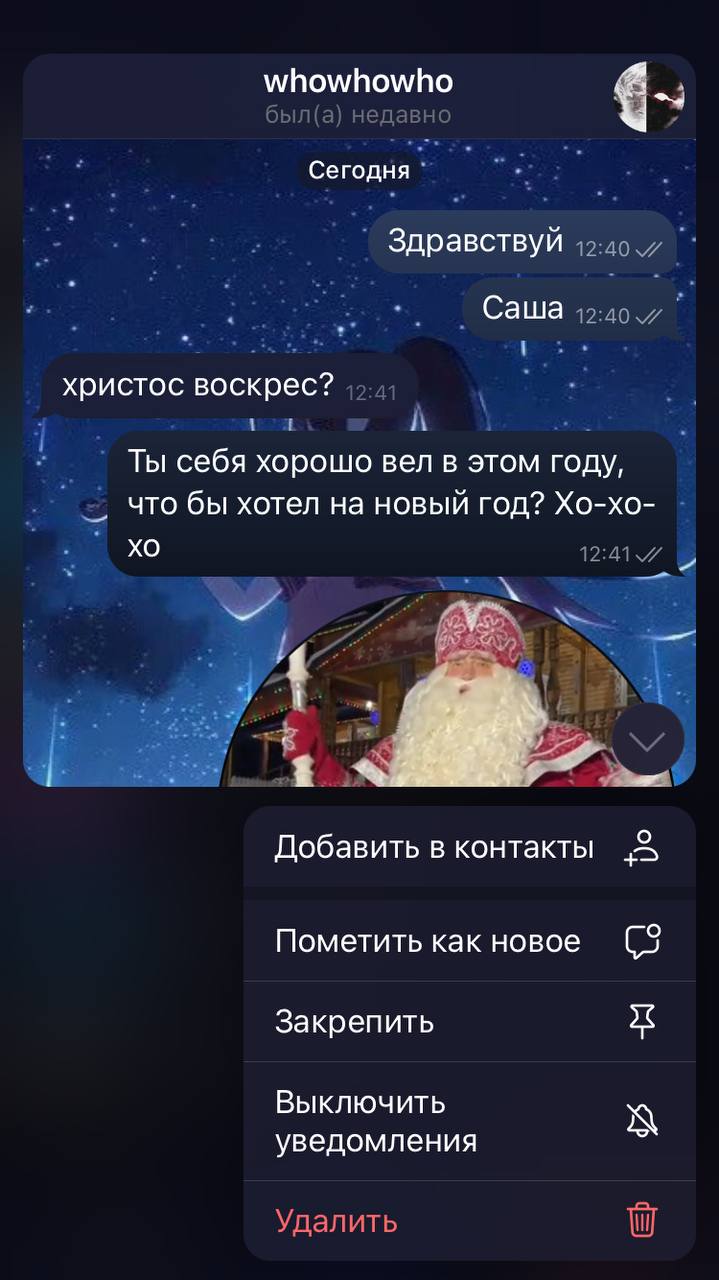 whowhowho
был(а) недавно
Сегодня
Здравствуй 12:40
Саша 12:40
христос воскрес? 12:41
Ты себя хорошо вел в этом году,
что бы хотел на новый год? Хо-хо-
хо 12:41
Добавить в контакты
Пометить как новое
Закрепить
Выключить
уведомления
Удалить